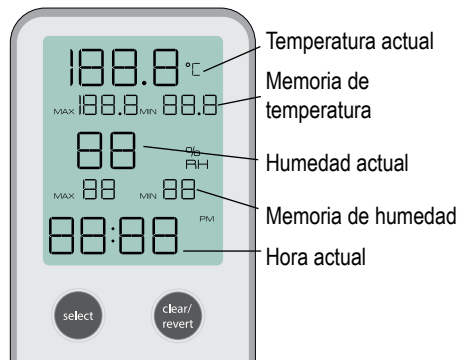 188.8 °C
Temperatura actual
MAX 188.8 MIN 88.8
Memoria de
temperatura
88 % RH
Humedad actual
MAX 88 MIN 88
Memoria de humedad
88:88 PM
Hora actual
select
clear/
revert